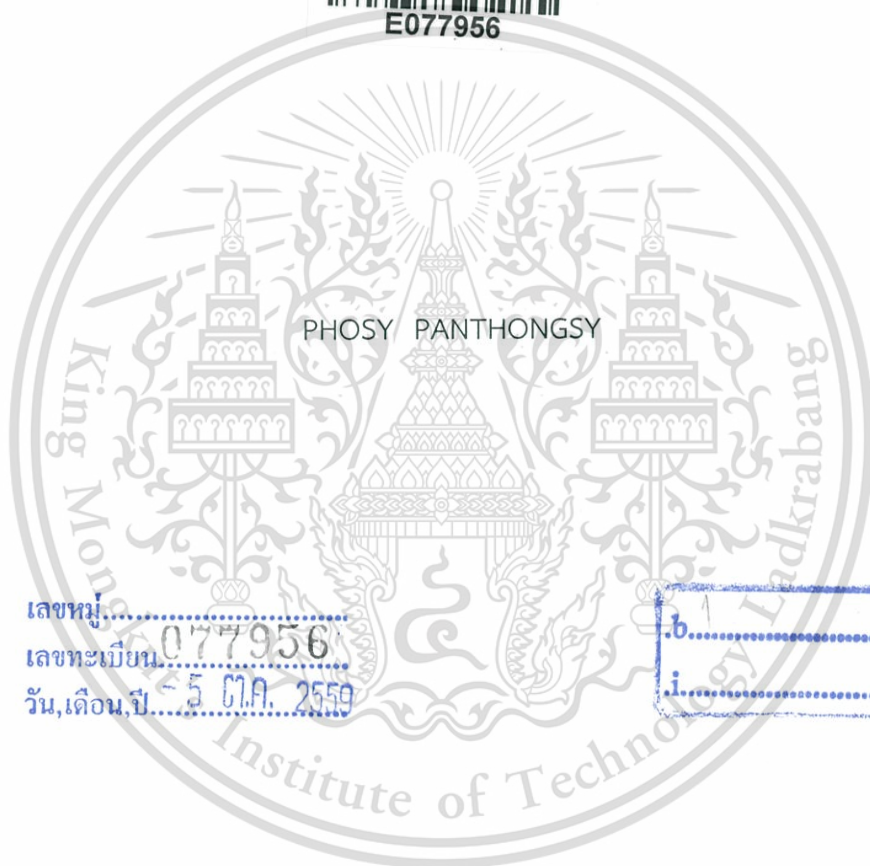 E077956
PHOSY PANTHONGSY
King Mongkut's Institute of Technology Ladkrabang
เลขหมู่
เลขทะเบียน 077956
วัน,เดือน,ปี -5 ต.ค. 2559
.b
.i